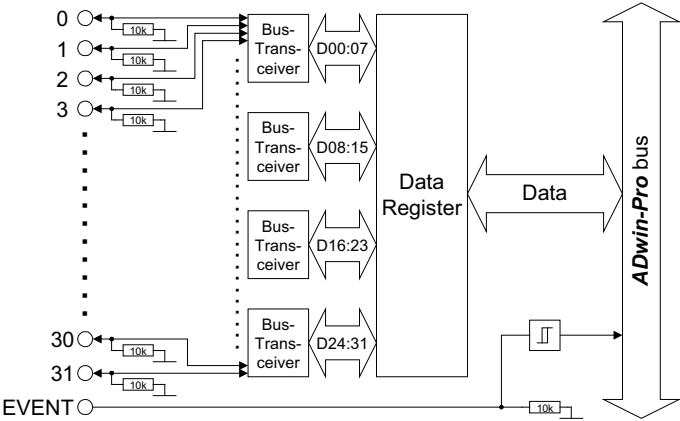 0
10k
1
10k
2
10k
3
10k
Bus-
Trans-
ceiver
D00:07
Bus-
Trans-
ceiver
D08:15
Bus-
Trans-
ceiver
D16:23
Bus-
Trans-
ceiver
D24:31
Data
Register
Data
ADwin-Pro bus
30
10k
31
10k
EVENT
10k